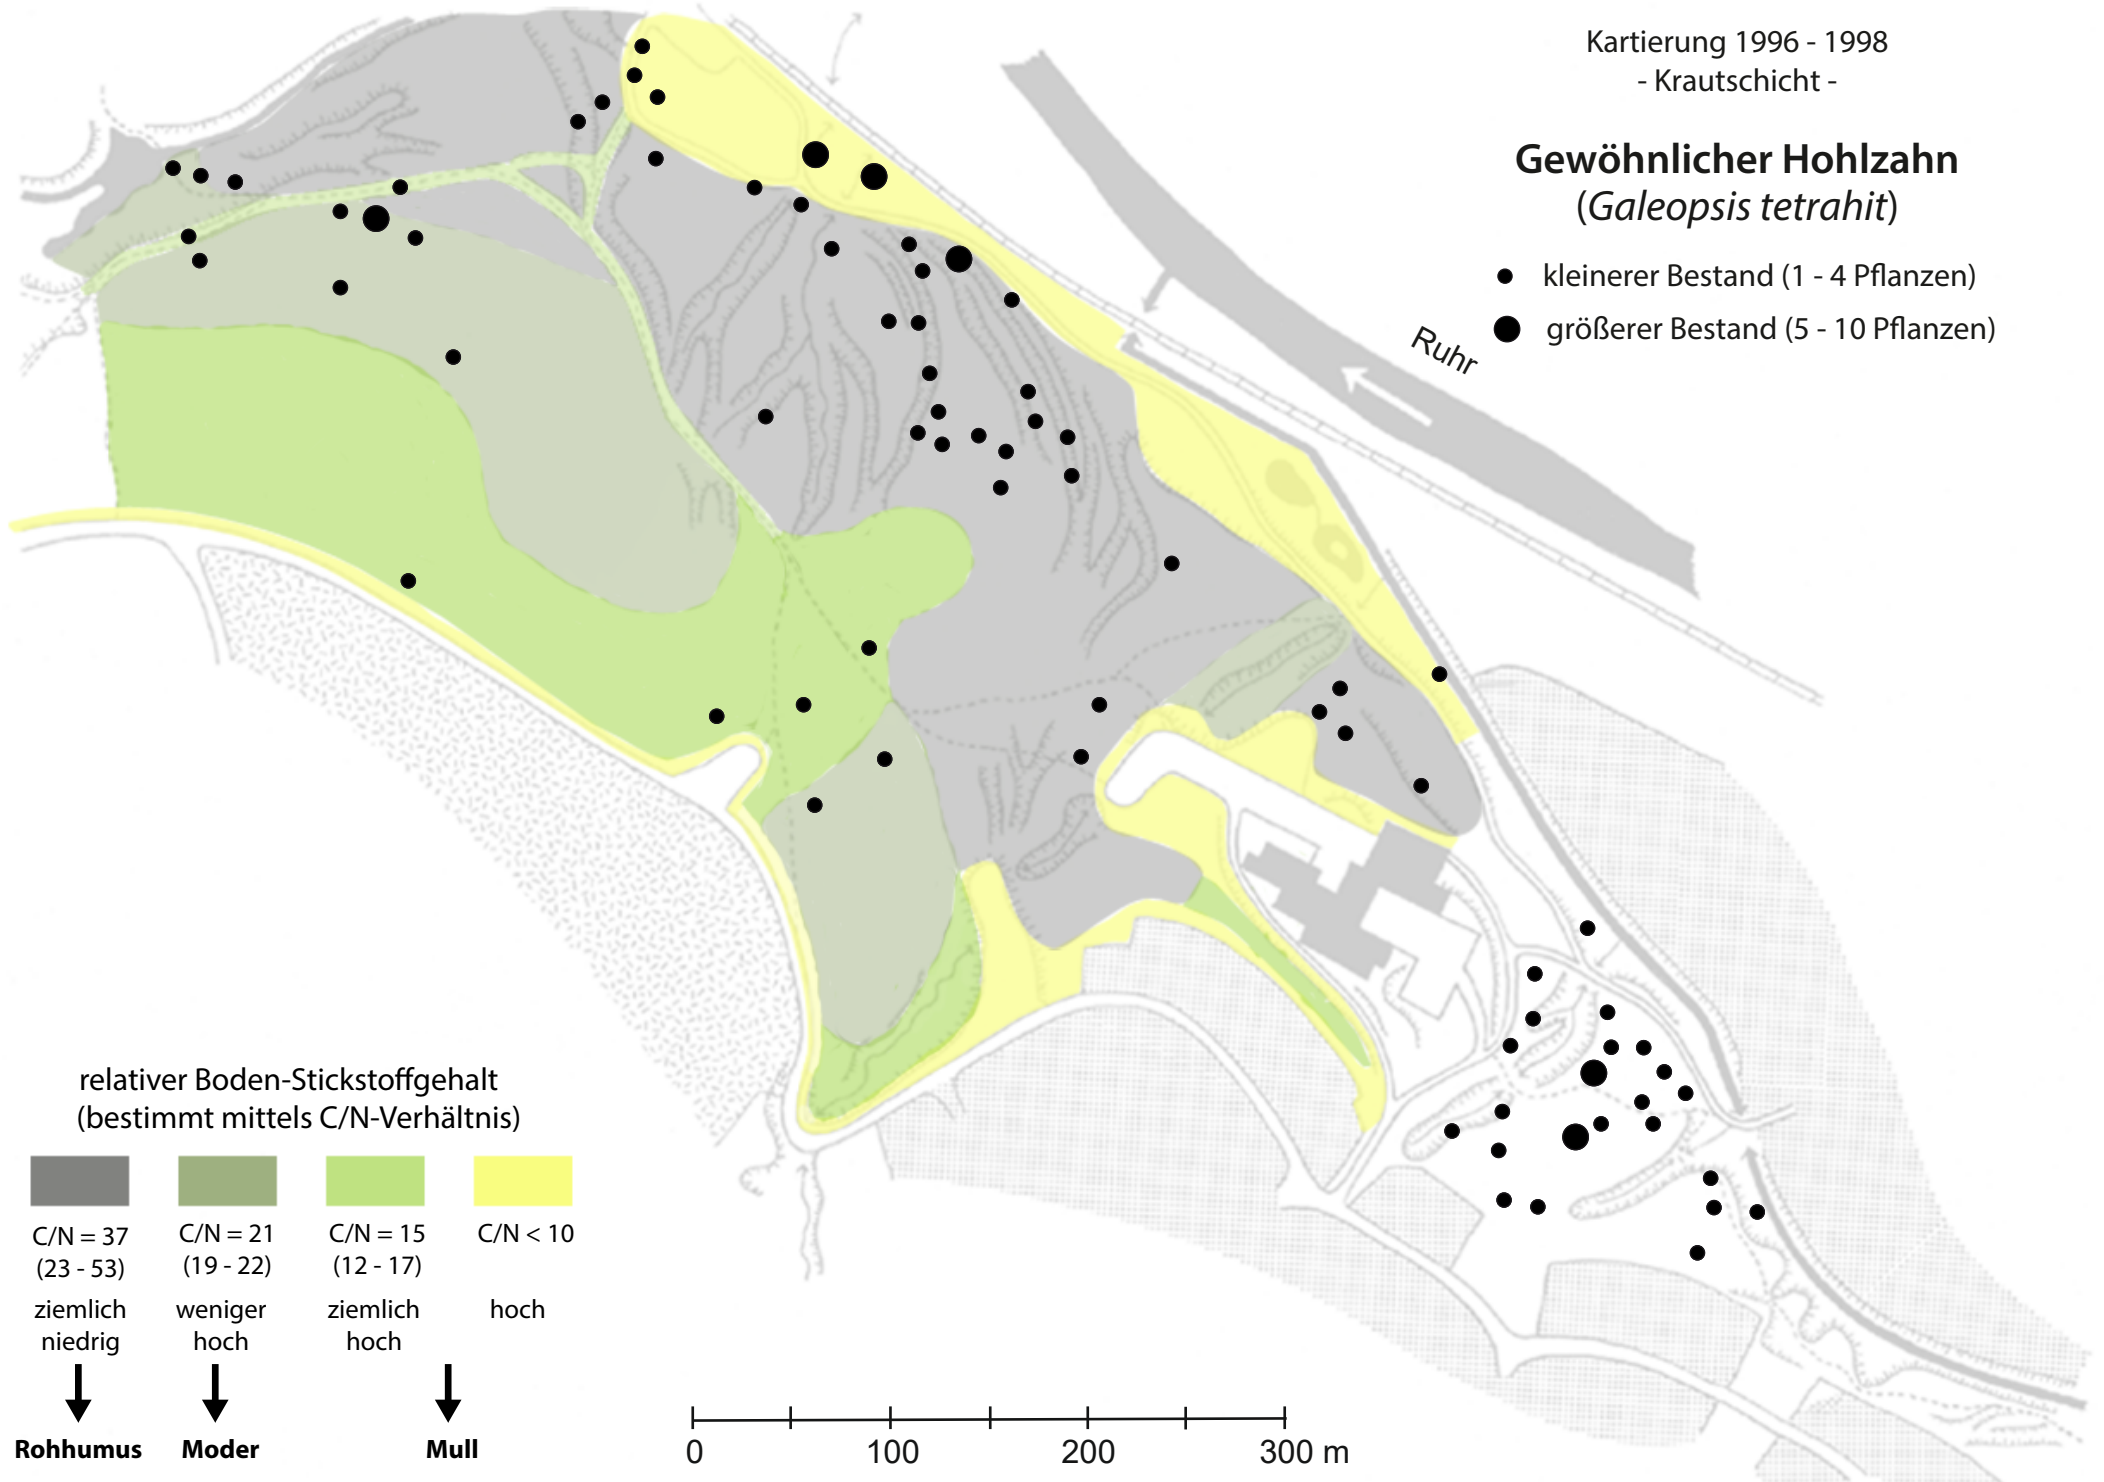 Kartierung 1996 - 1998
- Krautschicht -
Gewöhnlicher Hohlzahn
(Galeopsis tetrahit)
kleinerer Bestand (1 - 4 Pflanzen)
größerer Bestand (5 - 10 Pflanzen)
Ruhr
relativer Boden-Stickstoffgehalt
(bestimmt mittels C/N-Verhältnis)
C/N = 37
(23 - 53)
ziemlich
niedrig
Rohhumus
C/N = 21
(19 - 22)
weniger
hoch
Moder
C/N = 15
(12 - 17)
ziemlich
hoch
C/N < 10
hoch
Mull
0 100 200 300 m